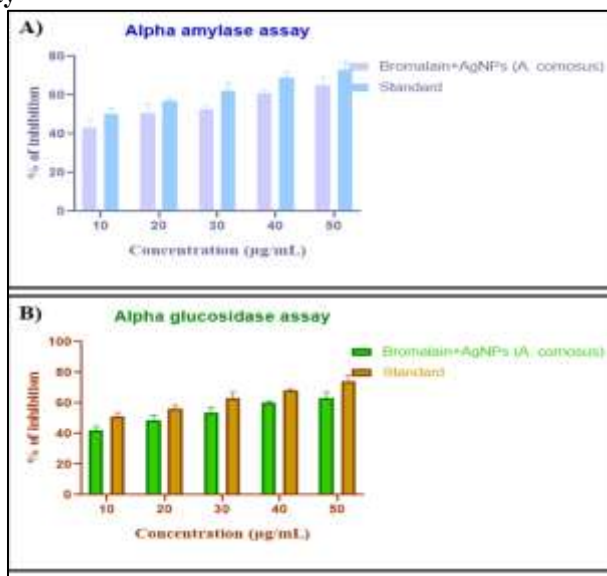 A) Alpha amylase assay
Bromalain+AgNPs (A. comosus)
Standard
% of inhibition
80
60
40
20
0
10 20 30 40 50
Concentration (µg/mL)
B) Alpha glucosidase assay
Bromalain+AgNPs (A. comosus)
Standard
% of inhibition
100
80
60
40
20
0
10 20 30 40 50
Concentration (µg/mL)